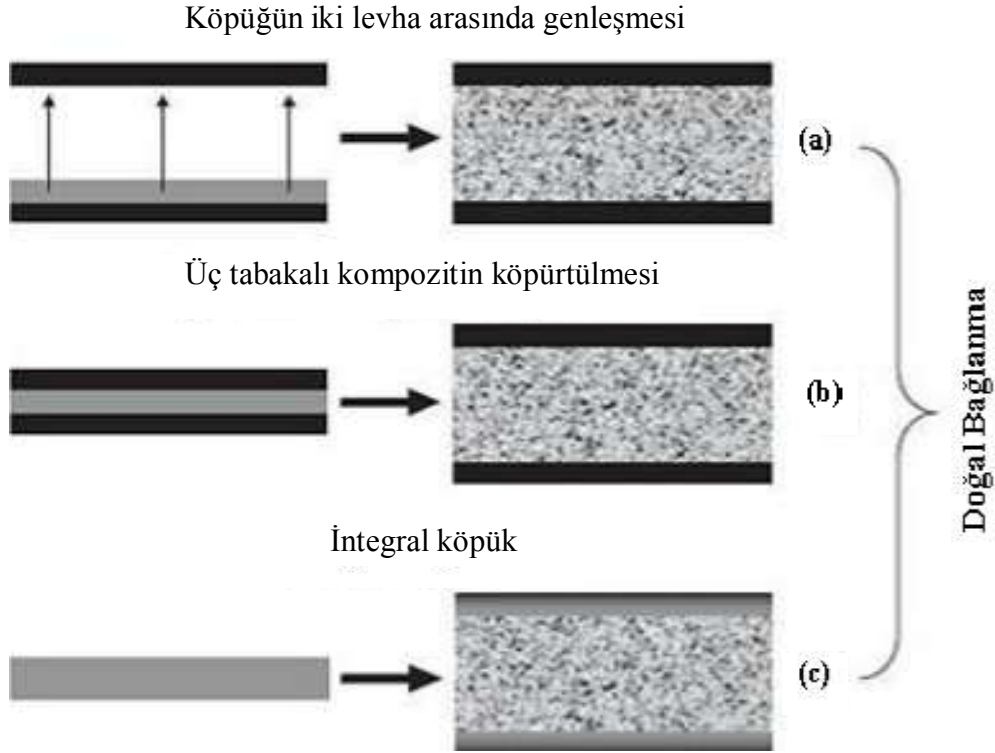 Köpüğün iki levha arasında genleşmesi
(a)
Üç tabakalı kompozitin köpürtülmesi
(b)
Doğal Bağlanma
İntegral köpük
(c)